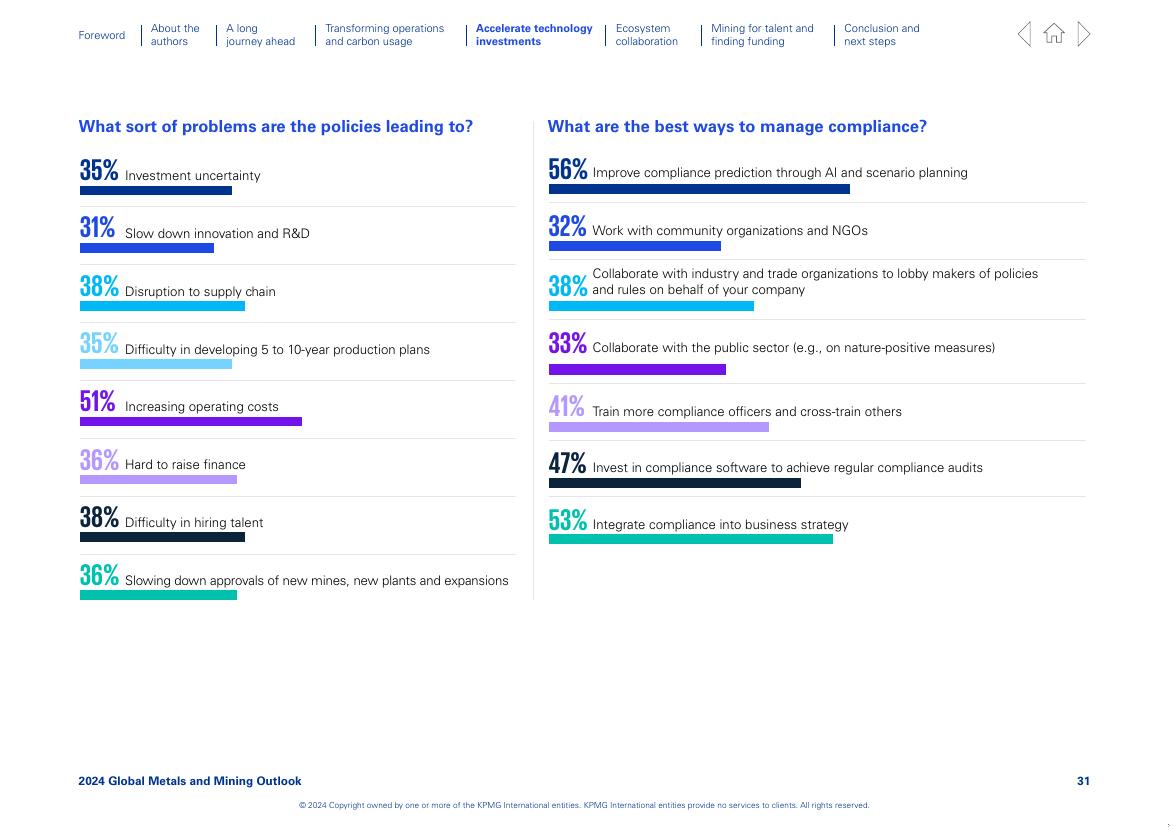 Foreword
About the
authors
A long
journey ahead
Transforming operations
and carbon usage
Accelerate technology
investments
Ecosystem
collaboration
Mining for talent and
finding funding
Conclusion and
next steps
What sort of problems are the policies leading to?
35% Investment uncertainty
31% Slow down innovation and R&D
38% Disruption to supply chain
35% Difficulty in developing 5 to 10-year production plans
51% Increasing operating costs
36% Hard to raise finance
38% Difficulty in hiring talent
36% Slowing down approvals of new mines, new plants and expansions
What are the best ways to manage compliance?
56% Improve compliance prediction through AI and scenario planning
32% Work with community organizations and NGOs
38% Collaborate with industry and trade organizations to lobby makers of policies
and rules on behalf of your company
33% Collaborate with the public sector (e.g., on nature-positive measures)
41% Train more compliance officers and cross-train others
47% Invest in compliance software to achieve regular compliance audits
53% Integrate compliance into business strategy
2024 Global Metals and Mining Outlook
31
© 2024 Copyright owned by one or more of the KPMG International entities. KPMG International entities provide no services to clients. All rights reserved.